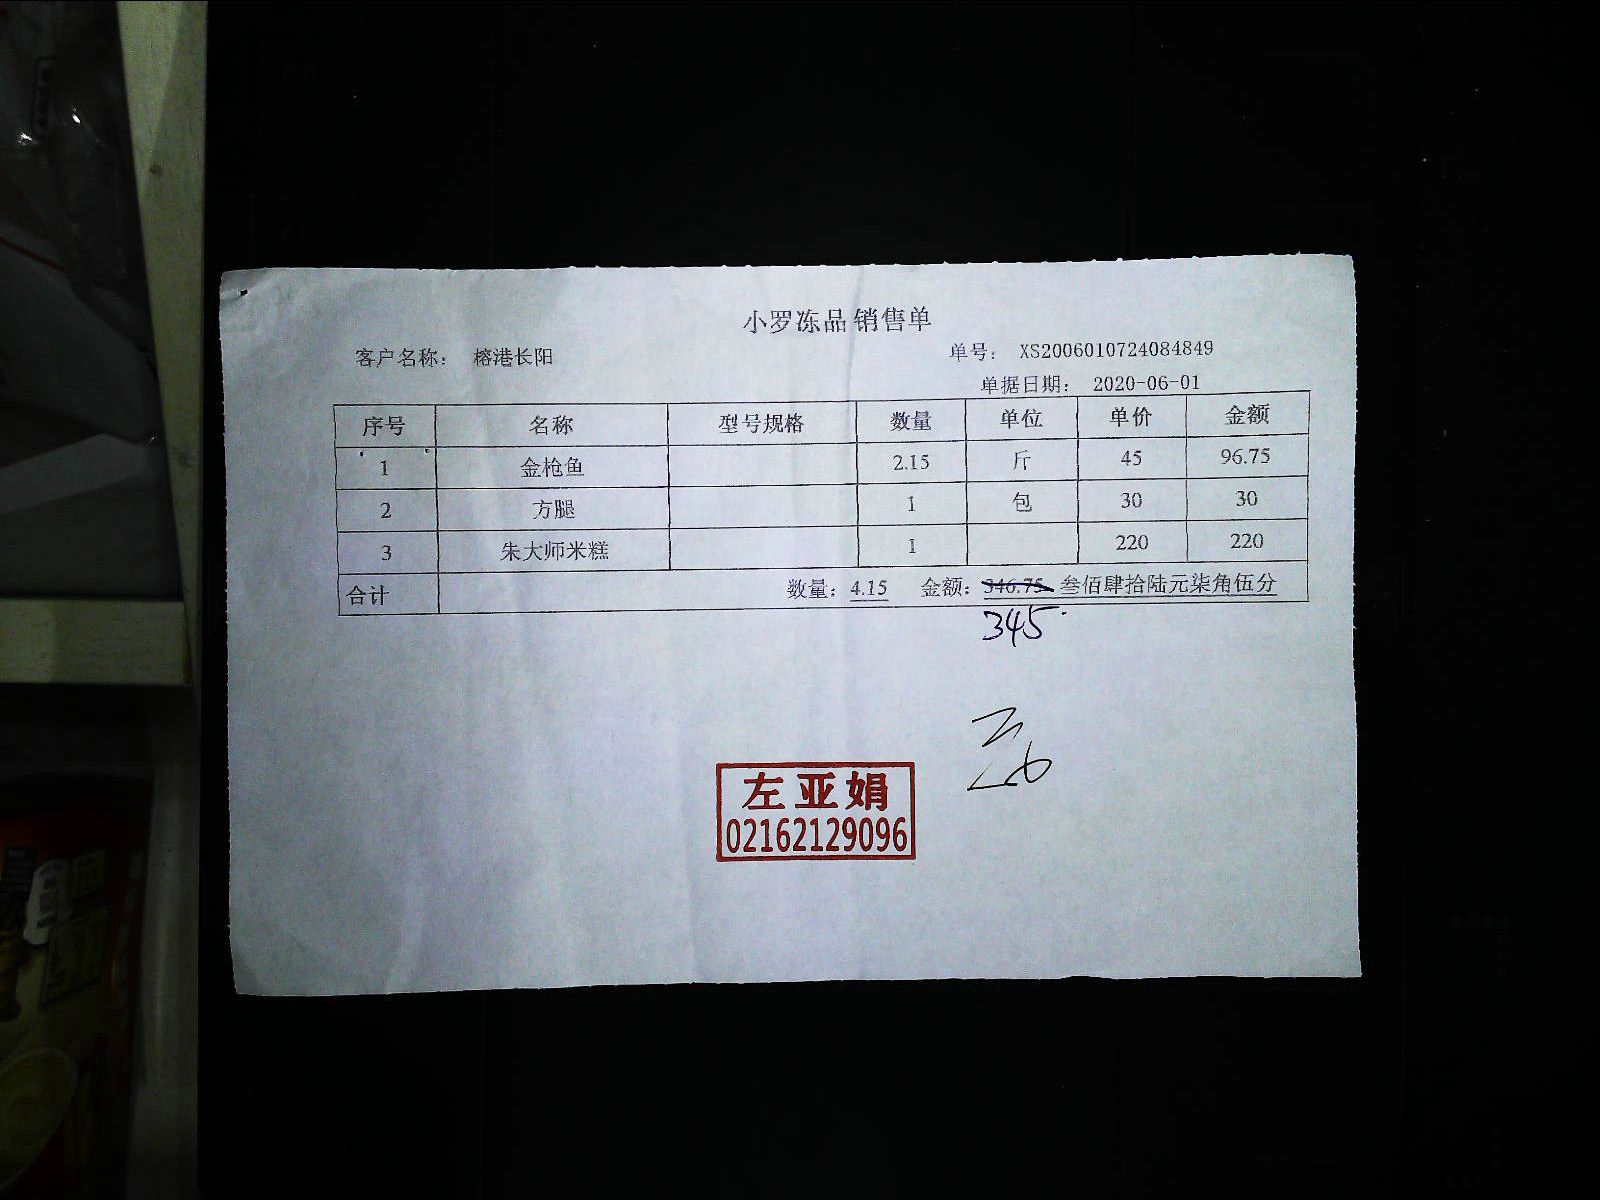 小罗冻品 销售单
客户名称： 榕港长阳 单号： XS2006010724084849
单据日期： 2020-06-01
序号 名称 型号规格 数量 单位 单价 金额
1 金枪鱼 2.15 斤 45 96.75
2 方腿 1 包 30 30
3 朱大师米糕 1 220 220
合计 数量：4.15 金额：346.75 叁佰肆拾陆元柒角伍分
345
左亚娟
02162129096